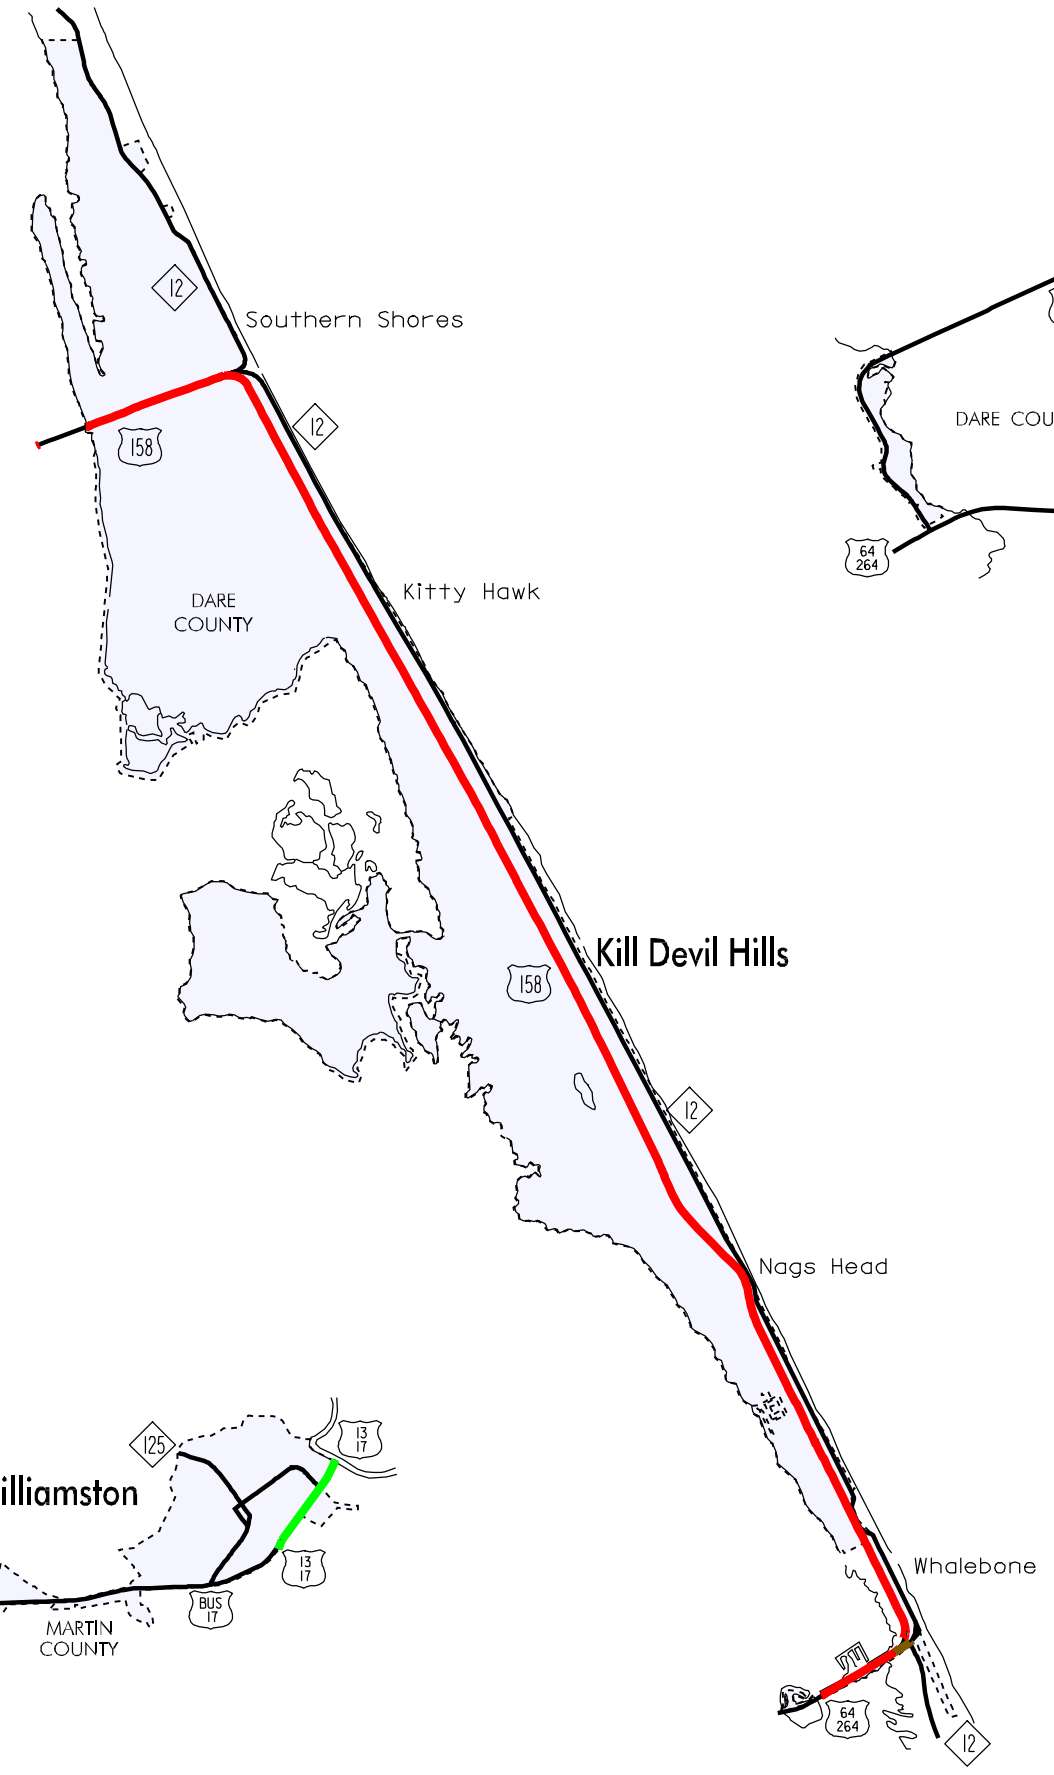 12
Southern Shores
12
158
DARE COU
64
264
Kitty Hawk
DARE
COUNTY
Kill Devil Hills
158
12
Nags Head
13
17
125
illiamston
13
17
Whalebone
BUS
17
MARTIN
COUNTY
64
264
12